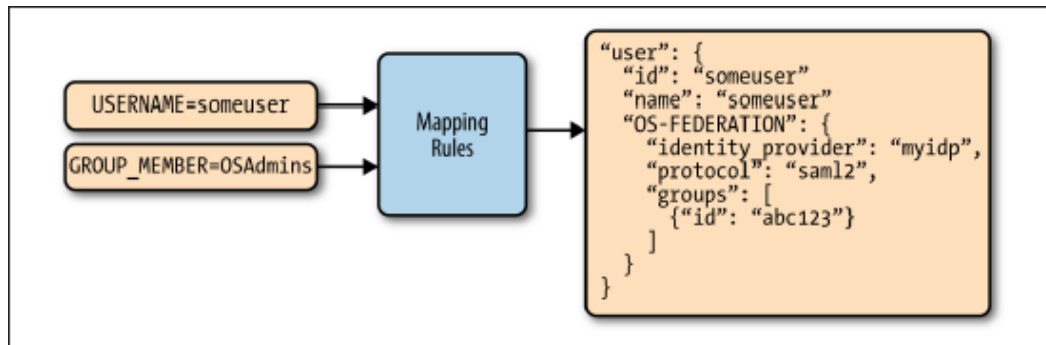 USERNAME=someuser
GROUP_MEMBER=OSAdmins
Mapping
Rules
“user”: {
“id”: “someuser”
“name”: “someuser”
“OS-FEDERATION”: {
“identity_provider”: “myidp”,
“protocol”: “saml2”,
“groups”: [
{“id”: “abc123”}
]
}
}